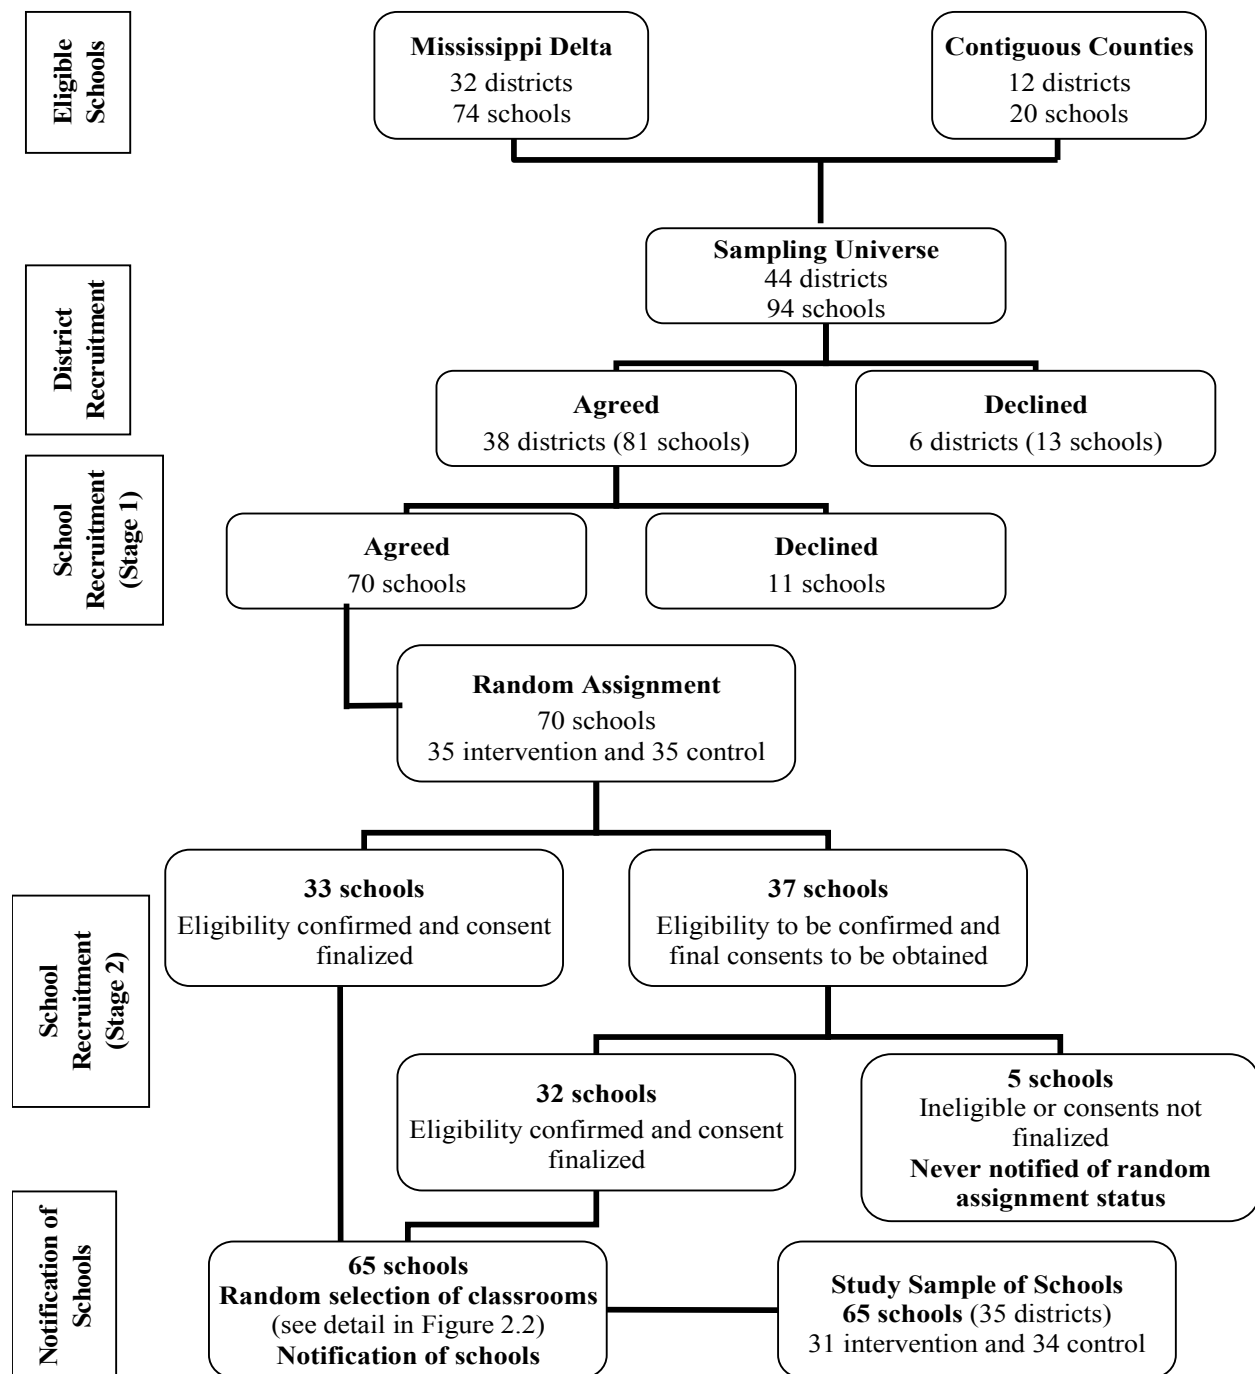 Eligible
Schools
Mississippi Delta
32 districts
74 schools
Contiguous Counties
12 districts
20 schools
Sampling Universe
44 districts
94 schools
District
Recruitment
Agreed
38 districts (81 schools)
Declined
6 districts (13 schools)
School
Recruitment
(Stage 1)
Agreed
70 schools
Declined
11 schools
Random Assignment
70 schools
35 intervention and 35 control
School
Recruitment
(Stage 2)
33 schools
Eligibility confirmed and consent
finalized
37 schools
Eligibility to be confirmed and
final consents to be obtained
32 schools
Eligibility confirmed and consent
finalized
5 schools
Ineligible or consents not
finalized
Never notified of random
assignment status
Notification of
Schools
65 schools
Random selection of classrooms
(see detail in Figure 2.2)
Notification of schools
Study Sample of Schools
65 schools (35 districts)
31 intervention and 34 control